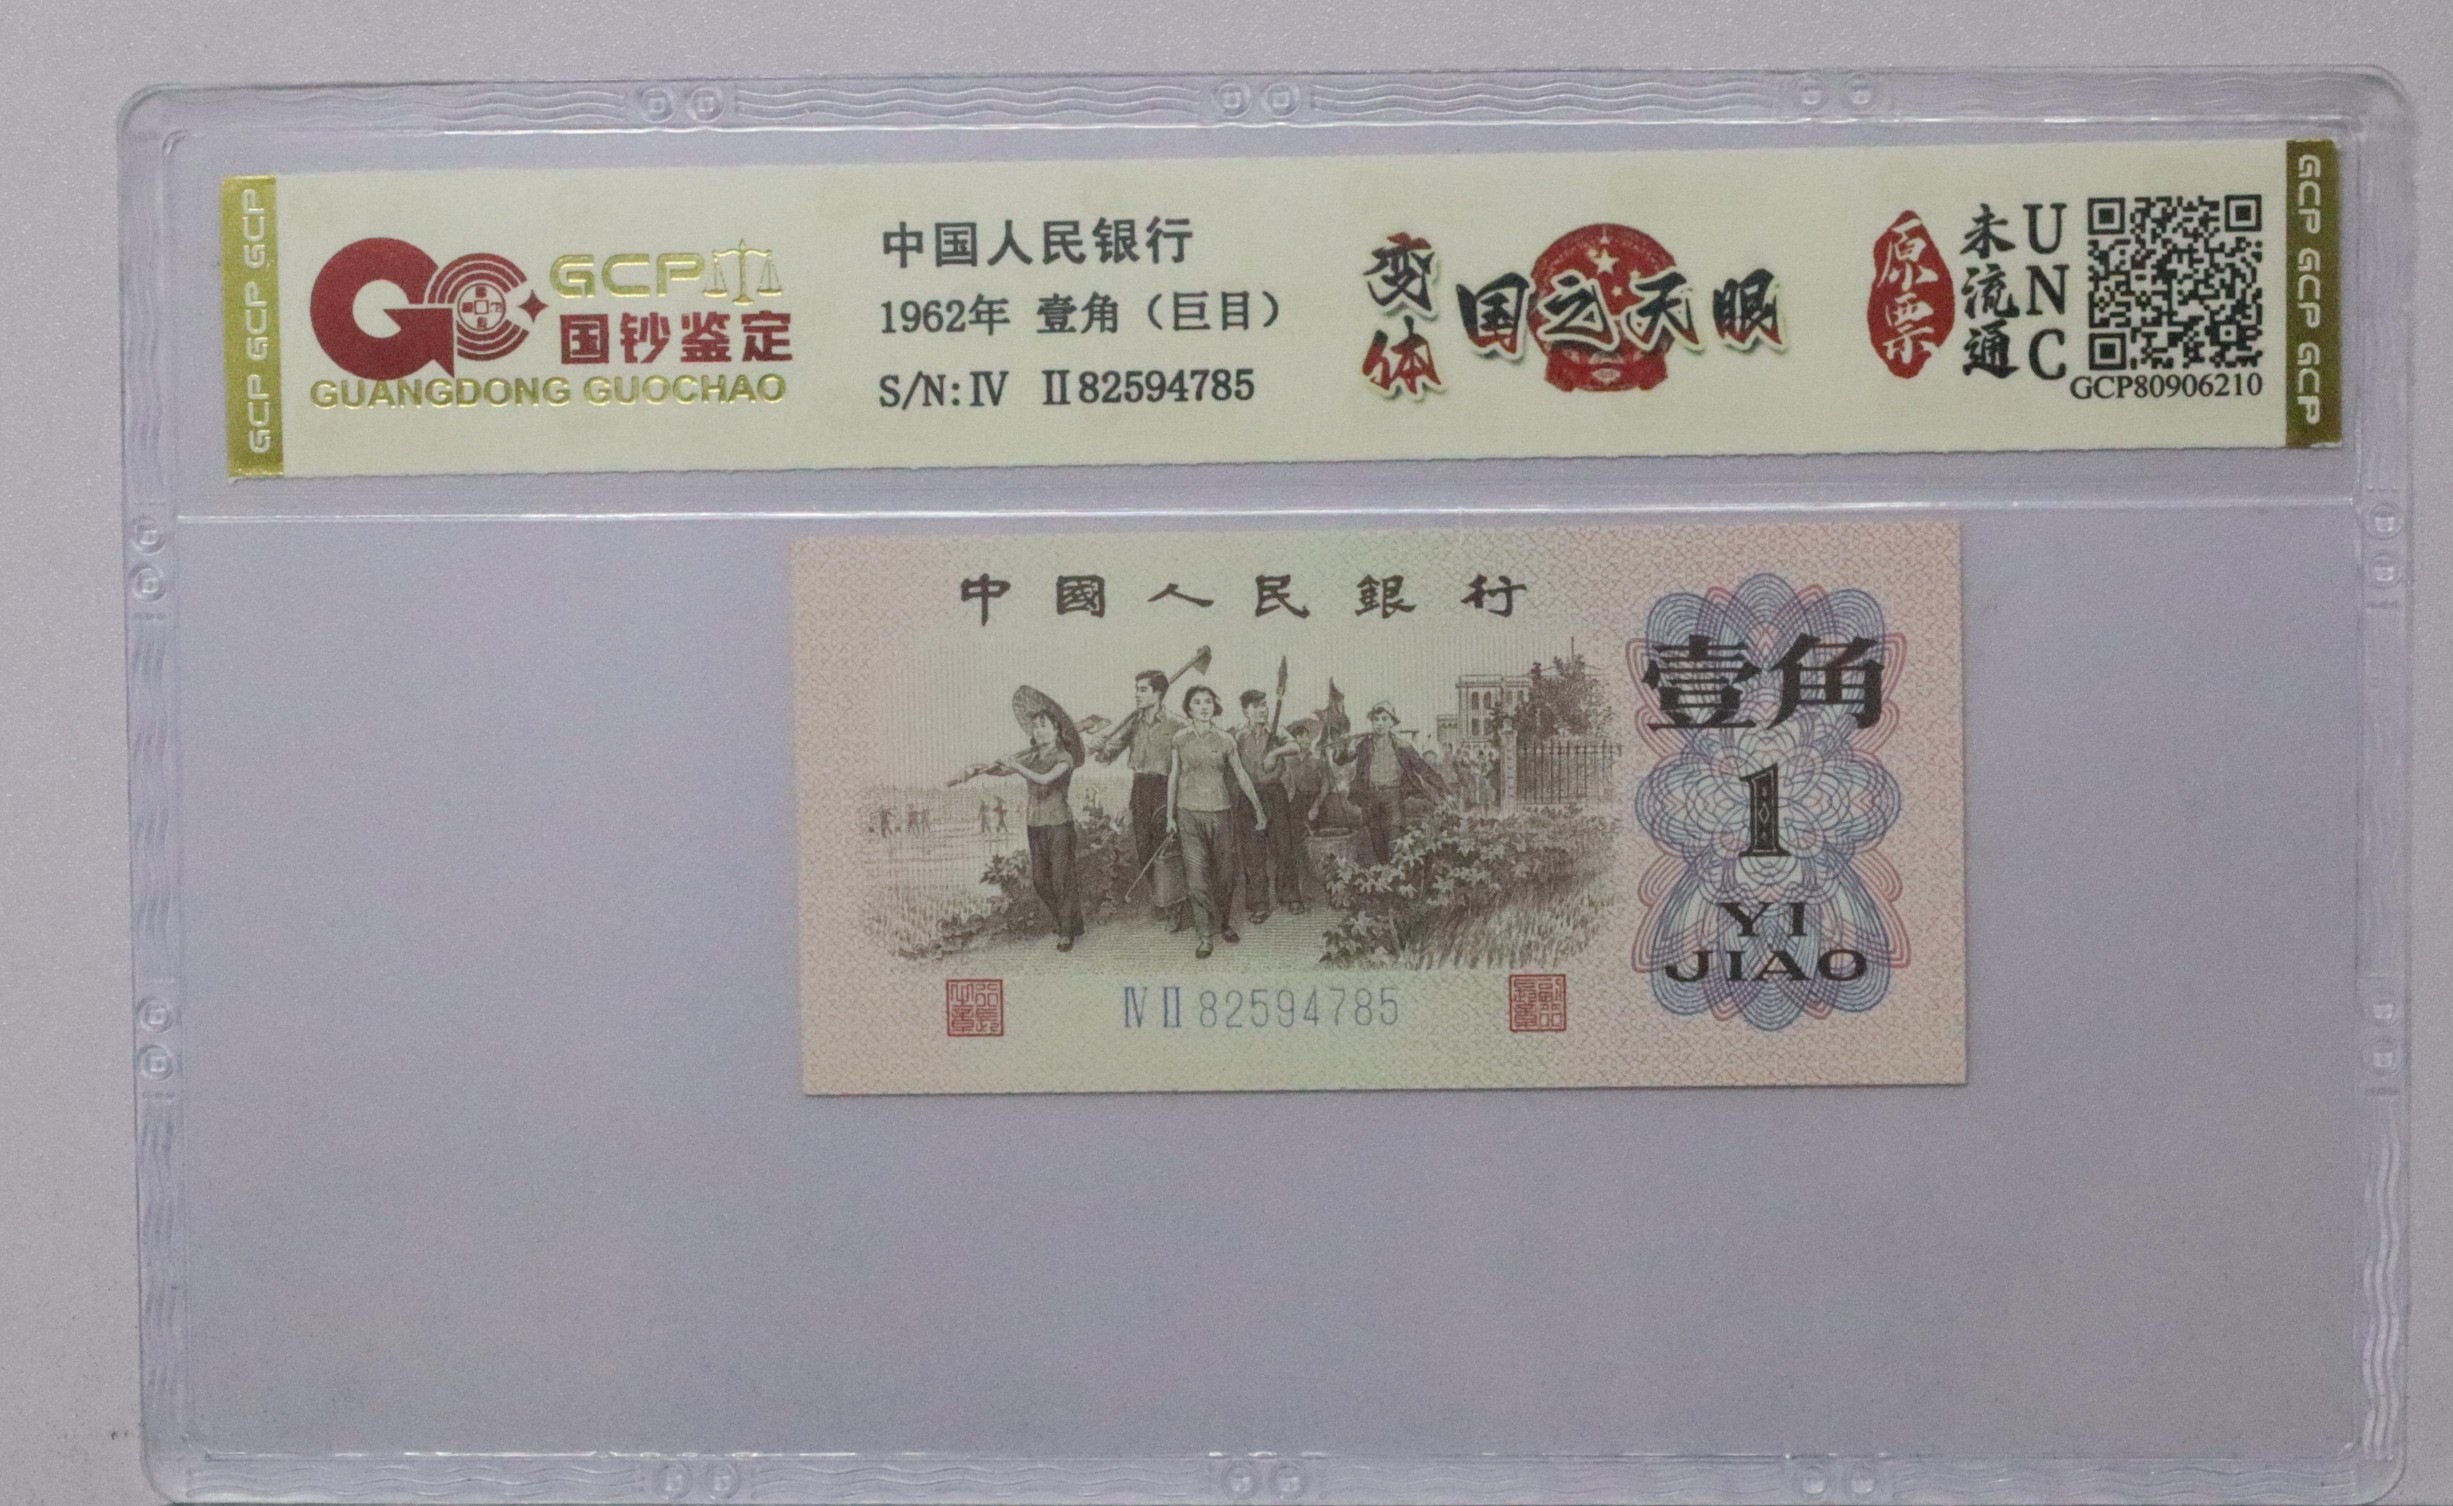 GCP GCP GCP
GCP
国钞鉴定
GUANGDONG GUOCHAO
中国人民银行
1962年 壹角（巨目）
S/N: Ⅳ Ⅱ82594785
变体
国之天眼
原票
未流通
UNC
GCP80906210
GCP GCP GCP
中國人民銀行
壹角
1
YI
JIAO
Ⅳ Ⅱ 82594785